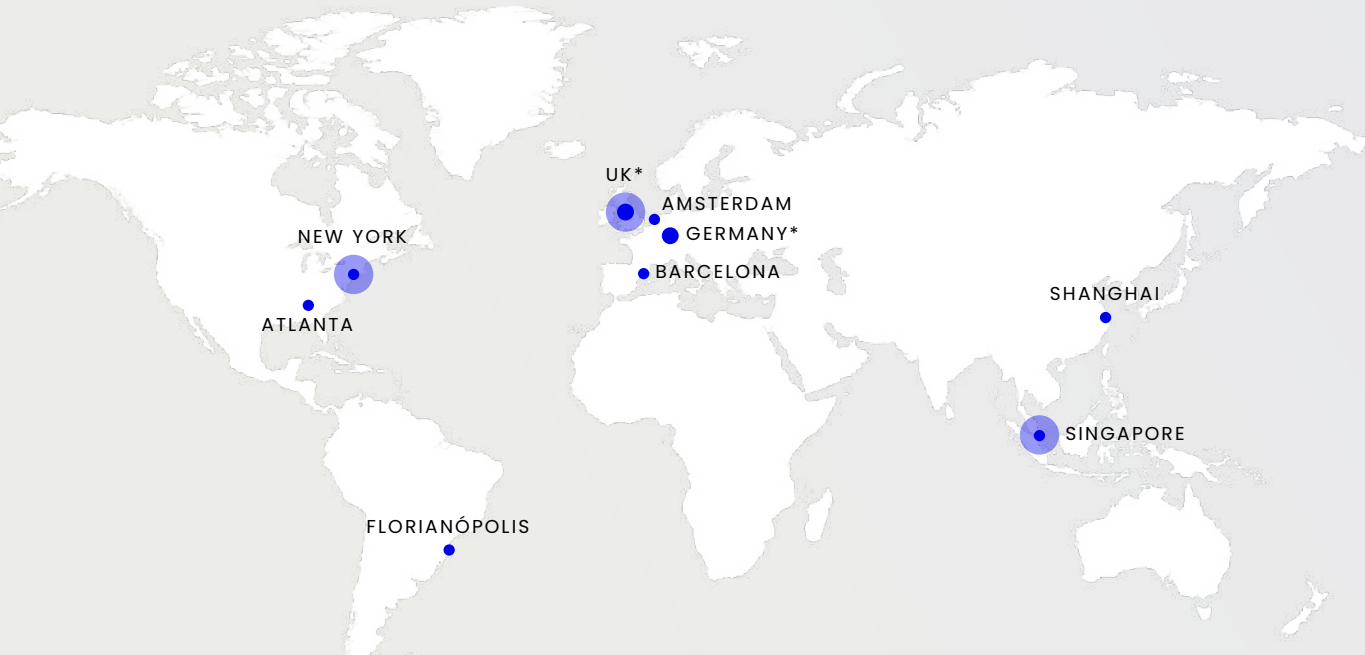 UK*
AMSTERDAM
GERMANY*
NEW YORK
BARCELONA
SHANGHAI
ATLANTA
SINGAPORE
FLORIANÓPOLIS